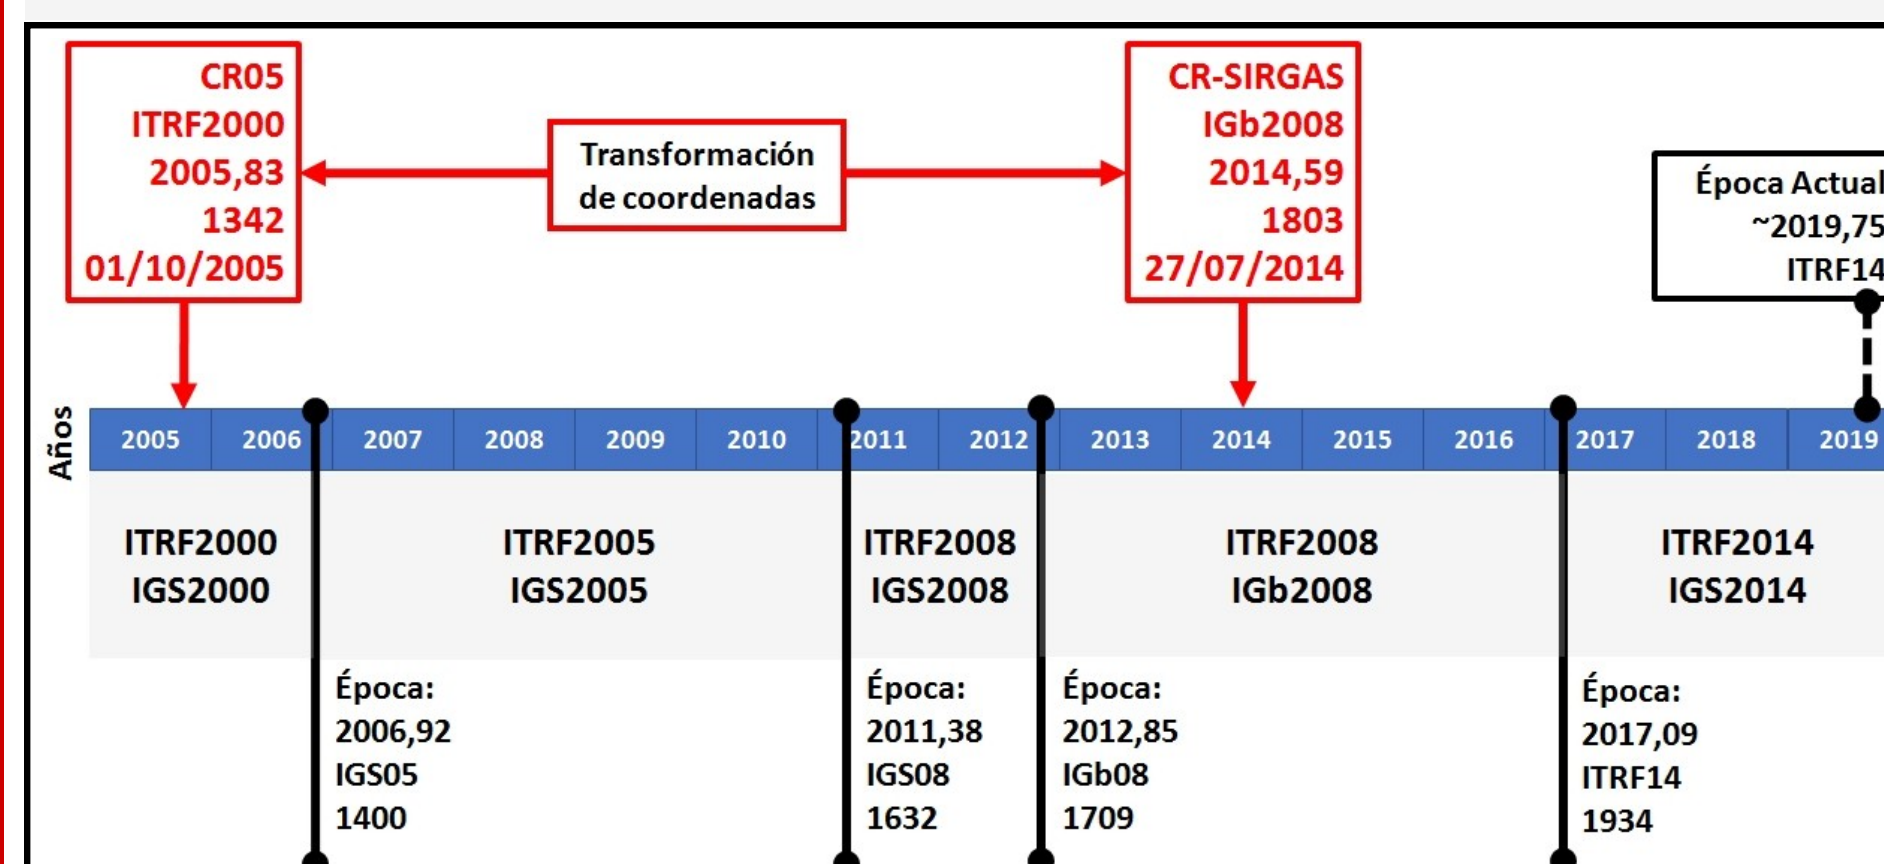 CR05
ITRF2000
2005,83
1342
01/10/2005
Transformación
de coordenadas
CR-SIRGAS
IGb2008
2014,59
1803
27/07/2014
Época Actual
~2019,75
ITRF14
Años
2005 2006 2007 2008 2009 2010 2011 2012 2013 2014 2015 2016 2017 2018 2019
ITRF2000
IGS2000
ITRF2005
IGS2005
ITRF2008
IGS2008
ITRF2008
IGb2008
ITRF2014
IGS2014
Época:
2006,92
IGS05
1400
Época:
2011,38
IGS08
1632
Época:
2012,85
IGb08
1709
Época:
2017,09
ITRF14
1934